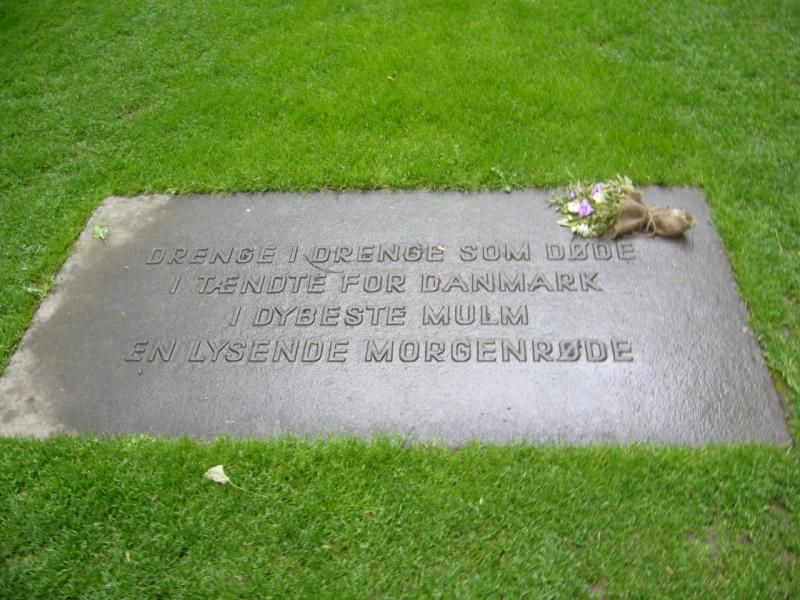 DRENGE I DRENGE SOM DØDE
I TÆNDTE FOR DANMARK
I DYBESTE MULM
EN LYSENDE MORGENRØDE